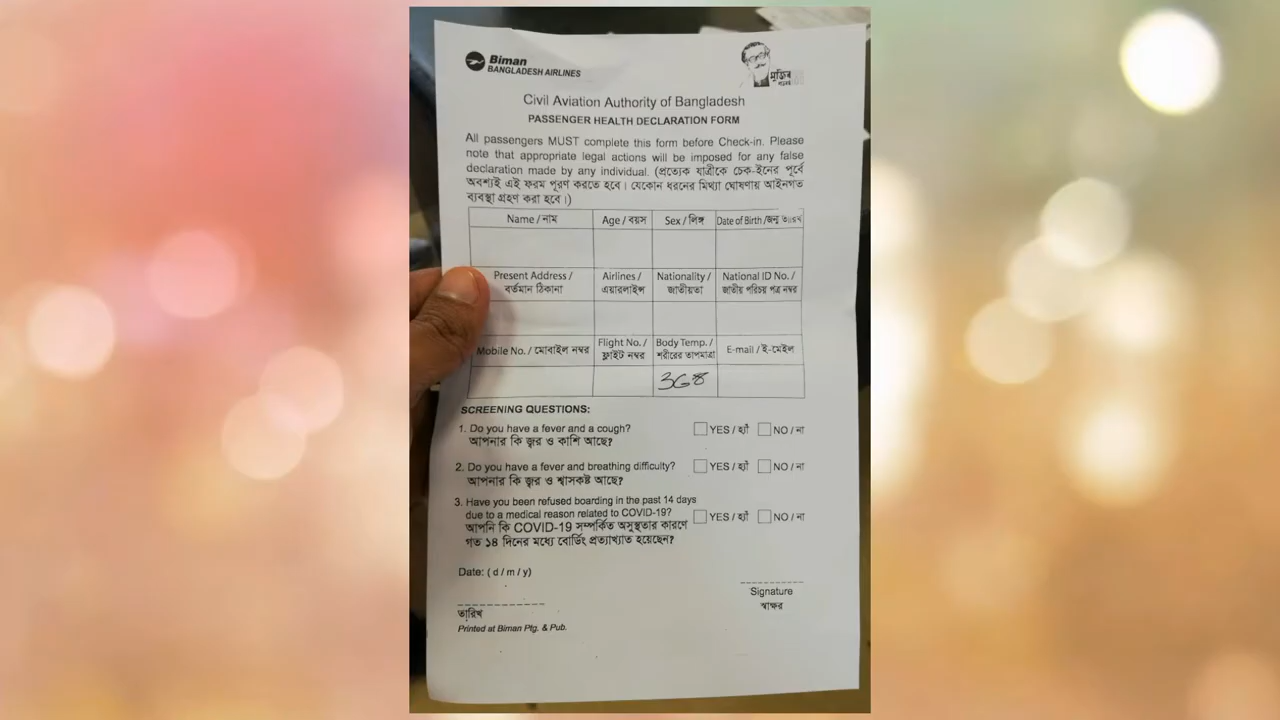 Biman
BANGLADESH AIRLINES
মুজিব
Civil Aviation Authority of Bangladesh
PASSENGER HEALTH DECLARATION FORM
All passengers MUST complete this form before Check-in. Please
note that appropriate legal actions will be imposed for any false
declaration made by any individual. (প্রত্যেক যাত্রীকে চেক-ইনের পূর্বে
অবশ্যই এই ফরম পূরণ করতে হবে। যেকোন ধরনের মিথ্যা ঘোষণায় আইনগত
ব্যবস্থা গ্রহণ করা হবে।)
Name / নাম Age / বয়স Sex / লিঙ্গ Date of Birth /জন্ম তারিখ
Present Address / Airlines / Nationality / National ID No. /
বর্তমান ঠিকানা এয়ারলাইন্স জাতীয়তা জাতীয় পরিচয় পত্র নম্বর
Mobile No. / মোবাইল নম্বর Flight No. / Body Temp. / E-mail / ই-মেইল
ফ্লাইট নম্বর শরীরের তাপমাত্রা
SCREENING QUESTIONS:
1. Do you have a fever and a cough? YES / হ্যাঁ NO / না
আপনার কি জ্বর ও কাশি আছে?
2. Do you have a fever and breathing difficulty? YES / হ্যাঁ NO / না
আপনার কি জ্বর ও শ্বাসকষ্ট আছে?
3. Have you been refused boarding in the past 14 days
due to a medical reason related to COVID-19? YES / হ্যাঁ NO / না
আপনি কি COVID-19 সম্পর্কিত অসুস্থতার কারণে
গত ১৪ দিনের মধ্যে বোর্ডিং প্রত্যাখ্যাত হয়েছেন?
Date: ( d / m / y)
Signature
তারিখ স্বাক্ষর
Printed at Biman Ptg. & Pub.